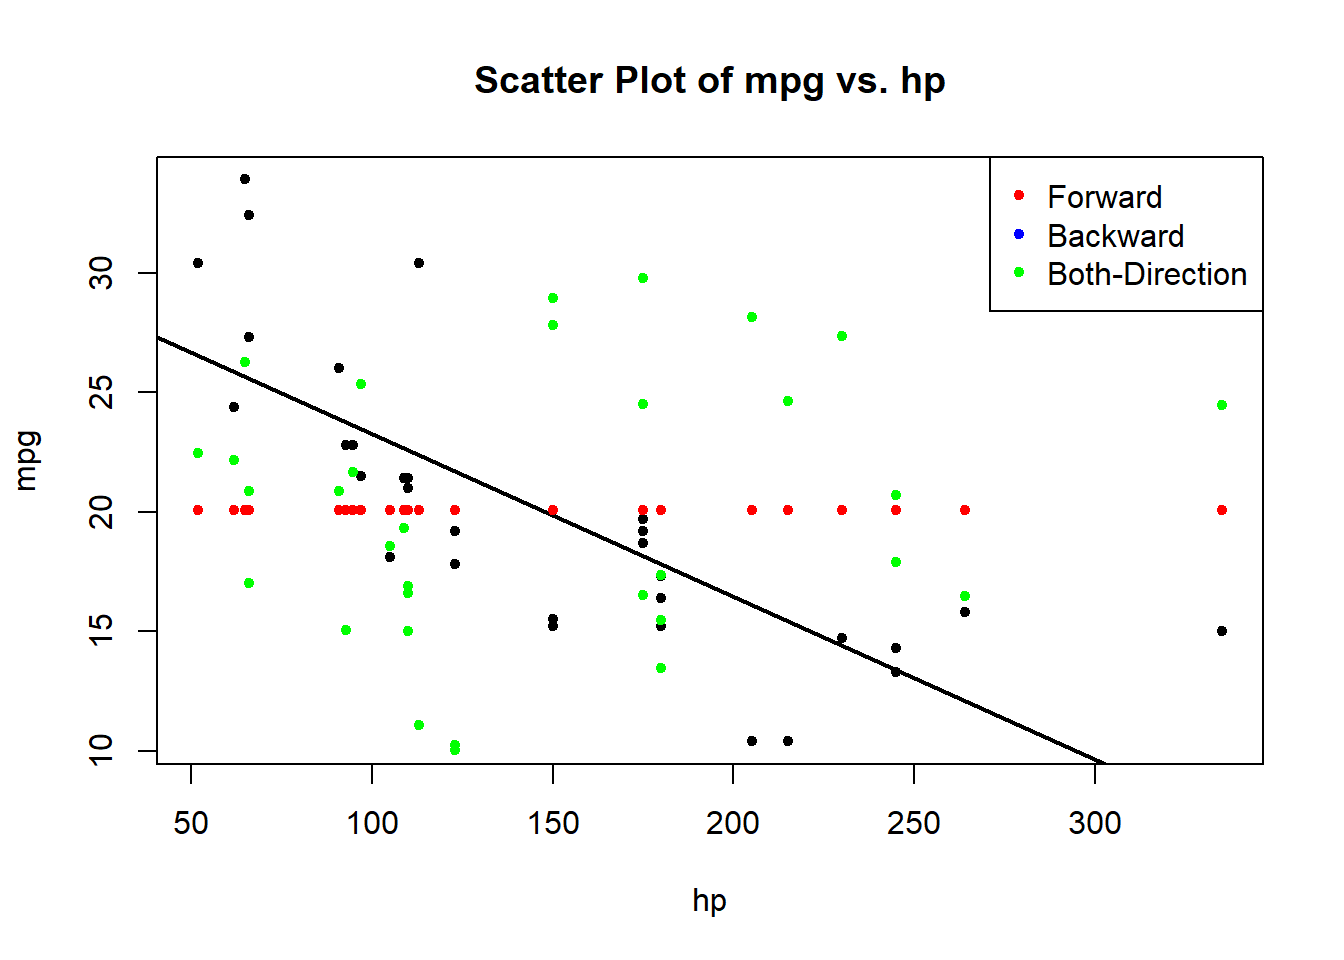 Scatter Plot of mpg vs. hp
Forward
Backward
Both-Direction
mpg
30
25
20
15
10
50 100 150 200 250 300
hp